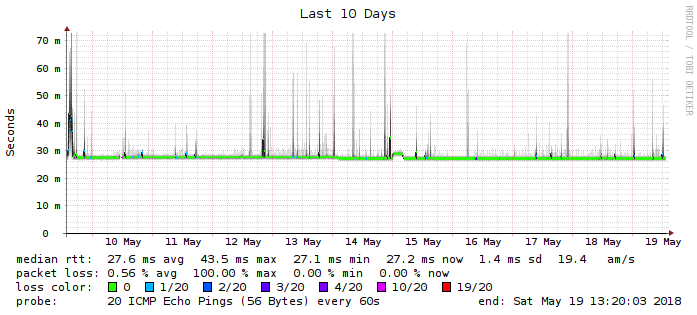 Last 10 Days
RRDTOOL / TOBI OETIKER
Seconds
70 m
60 m
50 m
40 m
30 m
20 m
10 m
0
10 May 11 May 12 May 13 May 14 May 15 May 16 May 17 May 18 May 19 May
median rtt: 27.6 ms avg 43.5 ms max 27.1 ms min 27.2 ms now 1.4 ms sd 19.4 am/s
packet loss: 0.56 % avg 100.00 % max 0.00 % min 0.00 % now
loss color: 0 1/20 2/20 3/20 4/20 10/20 19/20
probe: 20 ICMP Echo Pings (56 Bytes) every 60s end: Sat May 19 13:20:03 2018